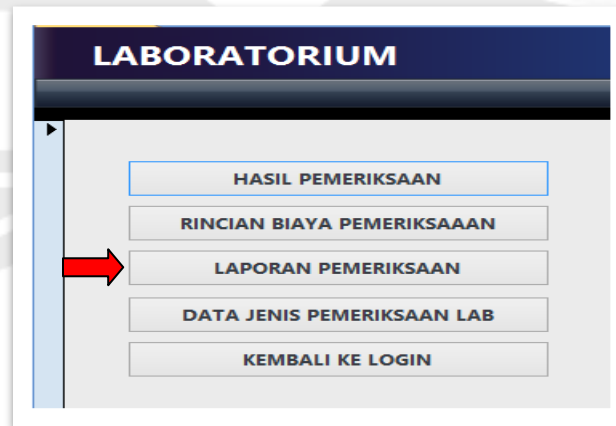 LABORATORIUM
HASIL PEMERIKSAAN
RINCIAN BIAYA PEMERIKSAAAN
LAPORAN PEMERIKSAAN
DATA JENIS PEMERIKSAAN LAB
KEMBALI KE LOGIN